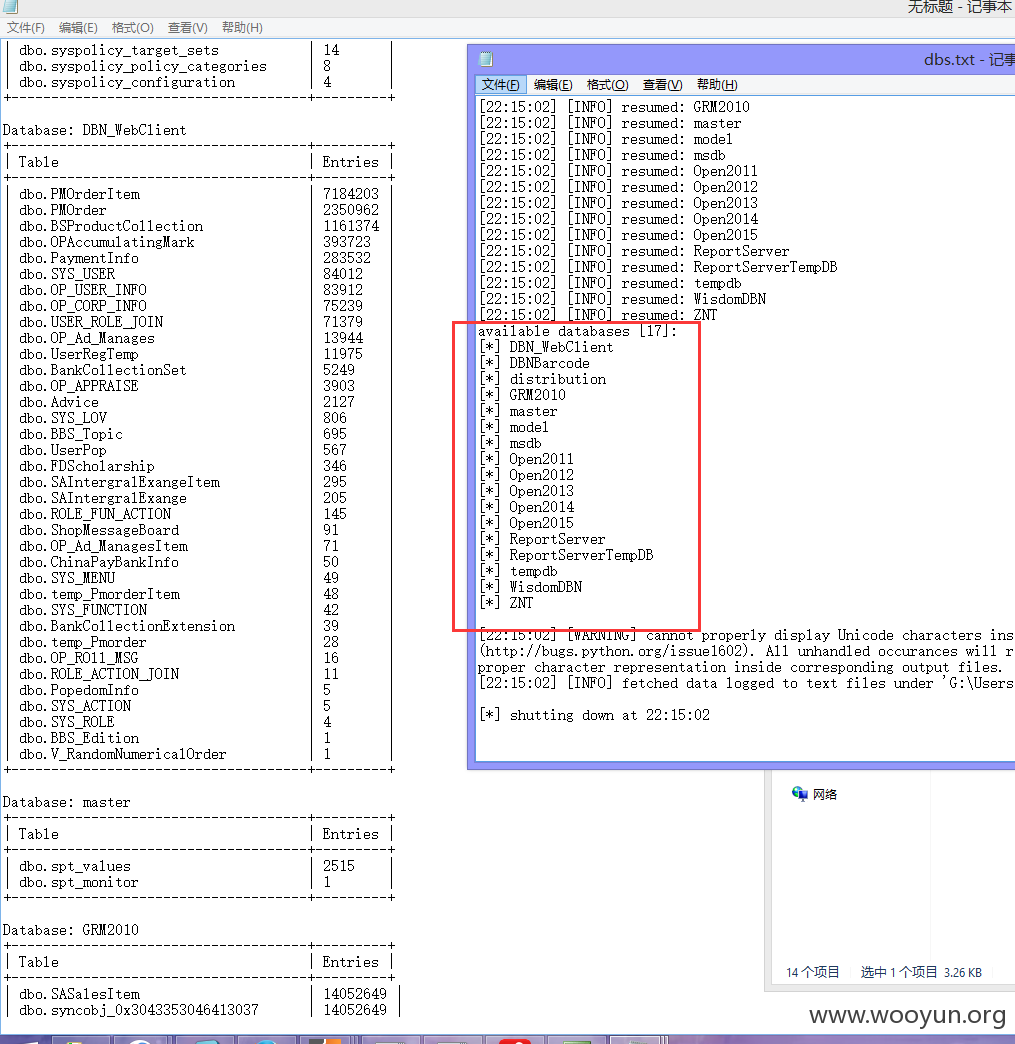 无标题 - 记事本
文件(F) 编辑(E) 格式(O) 查看(V) 帮助(H)
| dbo.syspolicy_target_sets | 14
| dbo.syspolicy_policy_categories | 8
| dbo.syspolicy_configuration | 4
Database: DBN_WebClient
| Table | Entries |
| dbo.PMOrderItem | 7184203 |
| dbo.PMOrder | 2350962 |
| dbo.BSProductCollection | 1161374 |
| dbo.OPAccumulatingMark | 393723 |
| dbo.PaymentInfo | 283532 |
| dbo.SYS_USER | 84012 |
| dbo.OP_USER_INFO | 83912 |
| dbo.OP_CORP_INFO | 75239 |
| dbo.USER_ROLE_JOIN | 71379 |
| dbo.OP_Ad_Manages | 13944 |
| dbo.UserRegTemp | 11975 |
| dbo.BankCollectionSet | 5249 |
| dbo.OP_APPRAISE | 3903 |
| dbo.Advice | 2127 |
| dbo.SYS_LOV | 806 |
| dbo.BBS_Topic | 695 |
| dbo.UserPop | 567 |
| dbo.FDScholarship | 346 |
| dbo.SAIntergralExangeItem | 295 |
| dbo.SAIntergralExange | 205 |
| dbo.ROLE_FUN_ACTION | 145 |
| dbo.ShopMessageBoard | 91 |
| dbo.OP_Ad_ManagesItem | 71 |
| dbo.ChinaPayBankInfo | 50 |
| dbo.SYS_MENU | 49 |
| dbo.temp_PmorderItem | 48 |
| dbo.SYS_FUNCTION | 42 |
| dbo.BankCollectionExtension | 39 |
| dbo.temp_Pmorder | 28 |
| dbo.OP_RO11_MSG | 16 |
| dbo.ROLE_ACTION_JOIN | 11 |
| dbo.PopedomInfo | 5 |
| dbo.SYS_ACTION | 5 |
| dbo.SYS_ROLE | 4 |
| dbo.BBS_Edition | 1 |
| dbo.V_RandomNumericalOrder | 1 |
Database: master
| Table | Entries |
| dbo.spt_values | 2515 |
| dbo.spt_monitor | 1 |
Database: GRM2010
| Table | Entries |
| dbo.SASalesItem | 14052649 |
| dbo.syncobj_0x3043353046413037 | 14052649 |
dbs.txt - 记事
文件(F) 编辑(E) 格式(O) 查看(V) 帮助(H)
[22:15:02] [INFO] resumed: GRM2010
[22:15:02] [INFO] resumed: master
[22:15:02] [INFO] resumed: model
[22:15:02] [INFO] resumed: msdb
[22:15:02] [INFO] resumed: Open2011
[22:15:02] [INFO] resumed: Open2012
[22:15:02] [INFO] resumed: Open2013
[22:15:02] [INFO] resumed: Open2014
[22:15:02] [INFO] resumed: Open2015
[22:15:02] [INFO] resumed: ReportServer
[22:15:02] [INFO] resumed: ReportServerTempDB
[22:15:02] [INFO] resumed: tempdb
[22:15:02] [INFO] resumed: WisdomDBN
[22:15:02] [INFO] resumed: ZNT
available databases [17]:
[*] DBN_WebClient
[*] DBNBarcode
[*] distribution
[*] GRM2010
[*] master
[*] model
[*] msdb
[*] Open2011
[*] Open2012
[*] Open2013
[*] Open2014
[*] Open2015
[*] ReportServer
[*] ReportServerTempDB
[*] tempdb
[*] WisdomDBN
[*] ZNT
[22:15:02] [WARNING] cannot properly display Unicode characters ins
(http://bugs.python.org/issue1602). All unhandled occurances will r
proper character representation inside corresponding output files.
[22:15:02] [INFO] fetched data logged to text files under 'G:\Users
[*] shutting down at 22:15:02
网络
14 个项目 选中 1 个项目 3.26 KB
www.wooyun.org